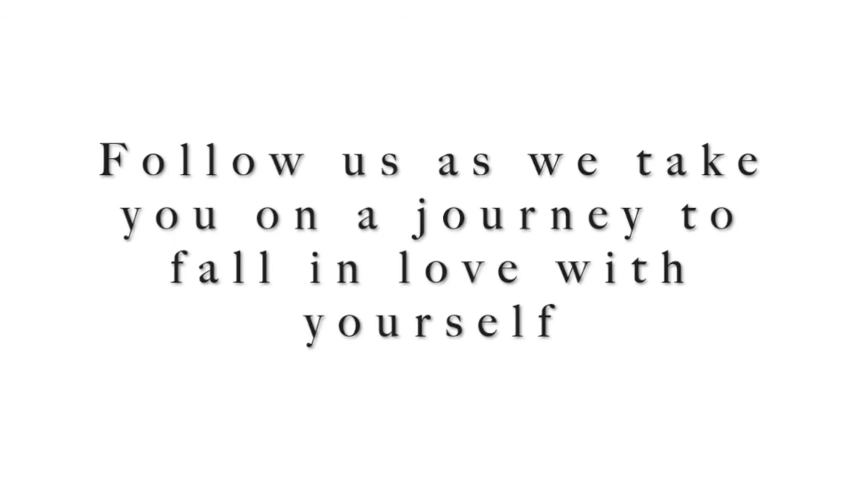 Follow us as we take
you on a journey to
fall in love with
yourself